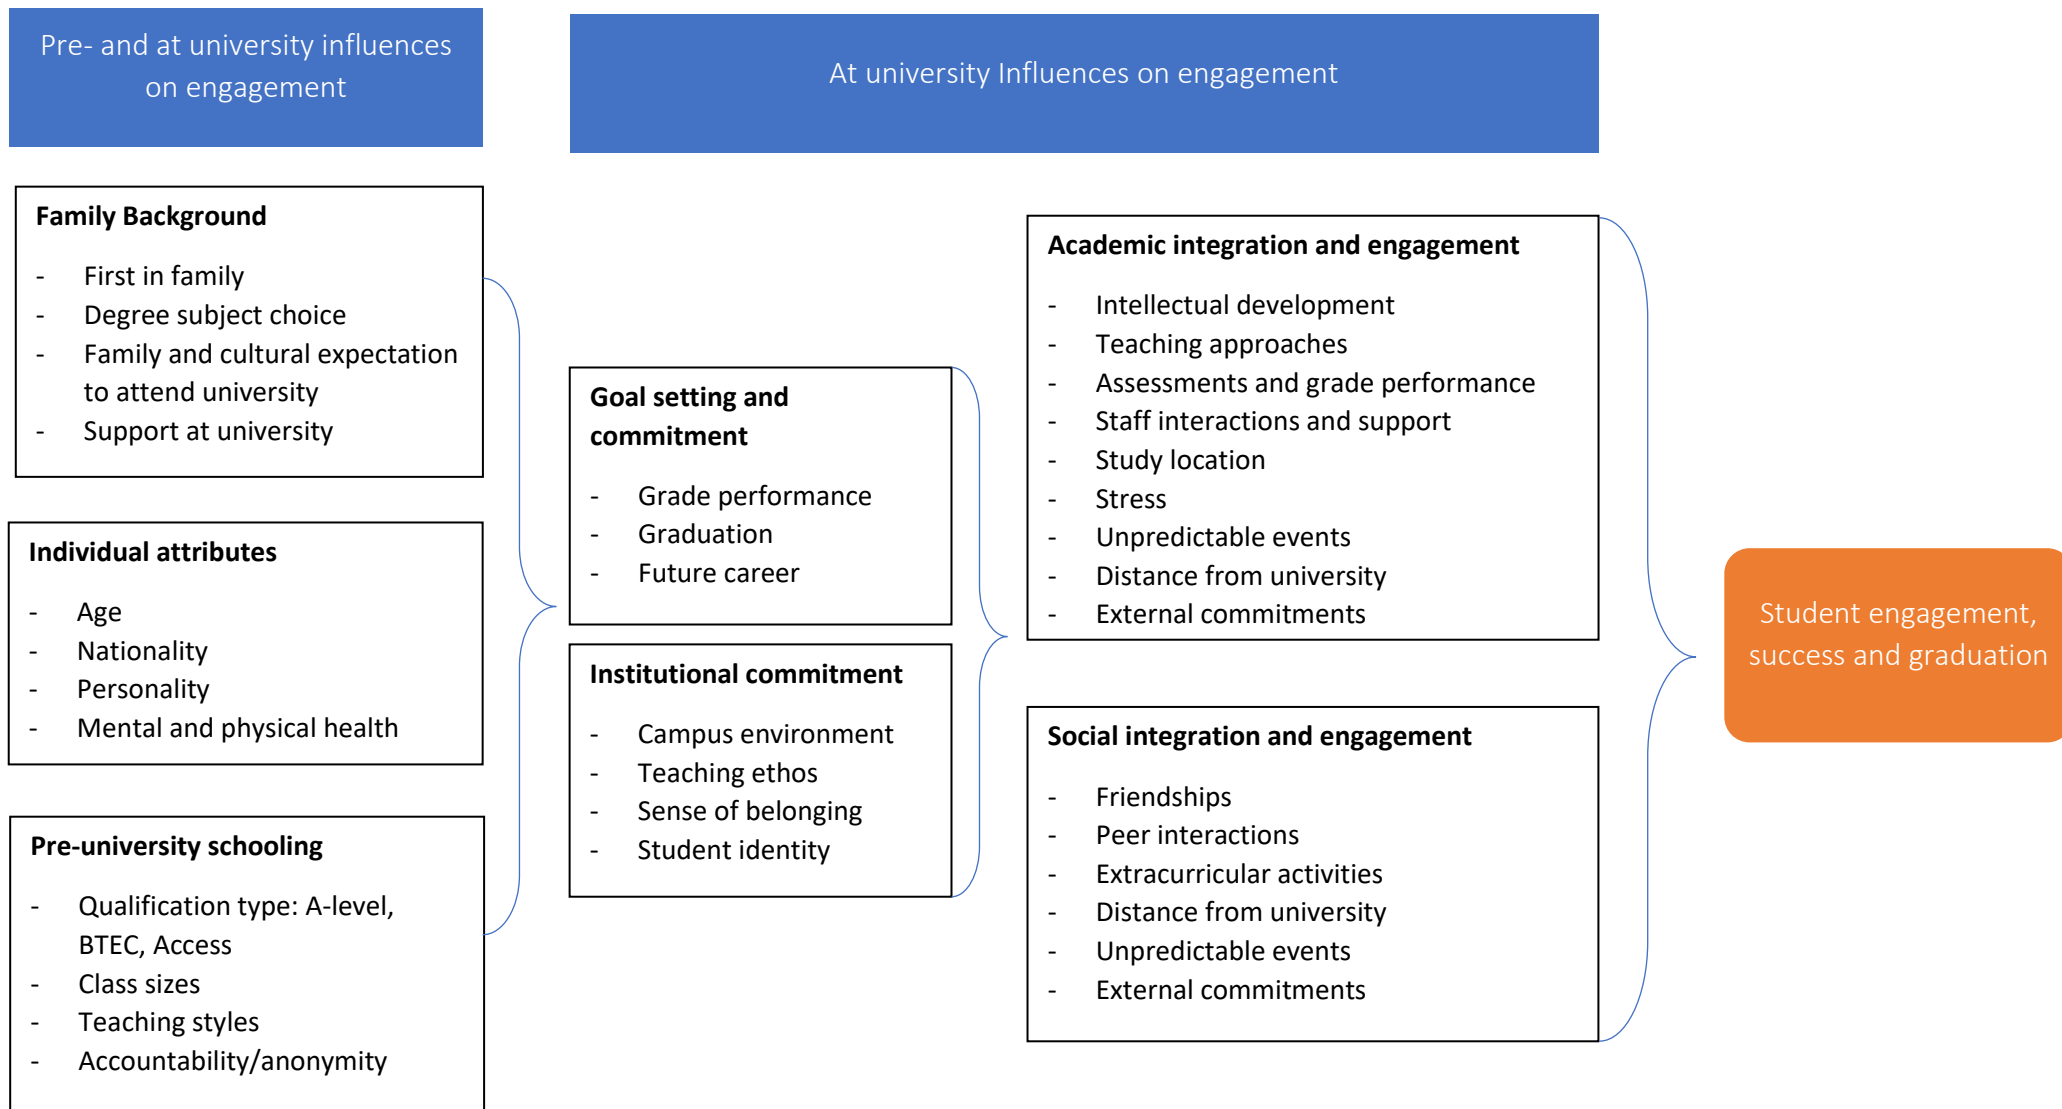 Pre- and at university influences
on engagement
At university Influences on engagement
Family Background
- First in family
- Degree subject choice
- Family and cultural expectation
to attend university
- Support at university
Individual attributes
- Age
- Nationality
- Personality
- Mental and physical health
Pre-university schooling
- Qualification type: A-level,
BTEC, Access
- Class sizes
- Teaching styles
- Accountability/anonymity
Goal setting and
commitment
- Grade performance
- Graduation
- Future career
Institutional commitment
- Campus environment
- Teaching ethos
- Sense of belonging
- Student identity
Academic integration and engagement
- Intellectual development
- Teaching approaches
- Assessments and grade performance
- Staff interactions and support
- Study location
- Stress
- Unpredictable events
- Distance from university
- External commitments
Social integration and engagement
- Friendships
- Peer interactions
- Extracurricular activities
- Distance from university
- Unpredictable events
- External commitments
Student engagement,
success and graduation